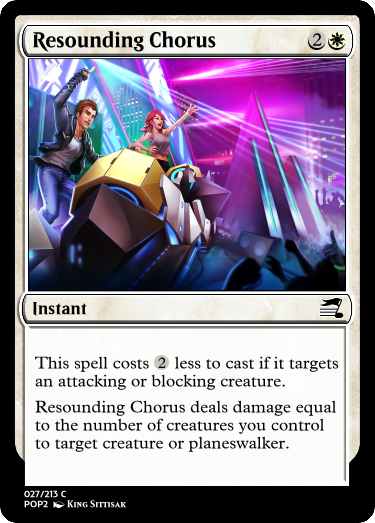 Resounding Chorus 2
Instant
This spell costs 2 less to cast if it targets
an attacking or blocking creature.
Resounding Chorus deals damage equal
to the number of creatures you control
to target creature or planeswalker.
027/213 C
POP2 King Sittisak